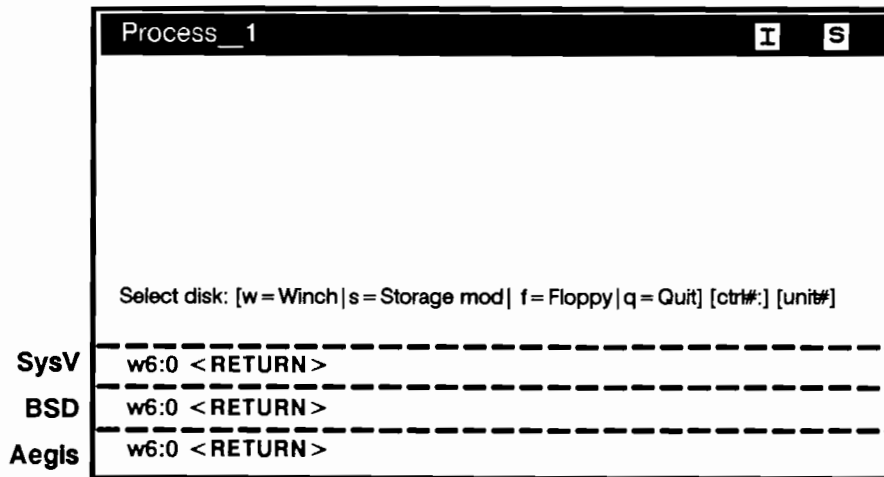 Process__1 I S
Select disk: [w=Winch|s=Storage mod| f=Floppy|q=Quit] [ctrl#:] [unit#]
SysV w6:0 <RETURN>
BSD w6:0 <RETURN>
Aegis w6:0 <RETURN>